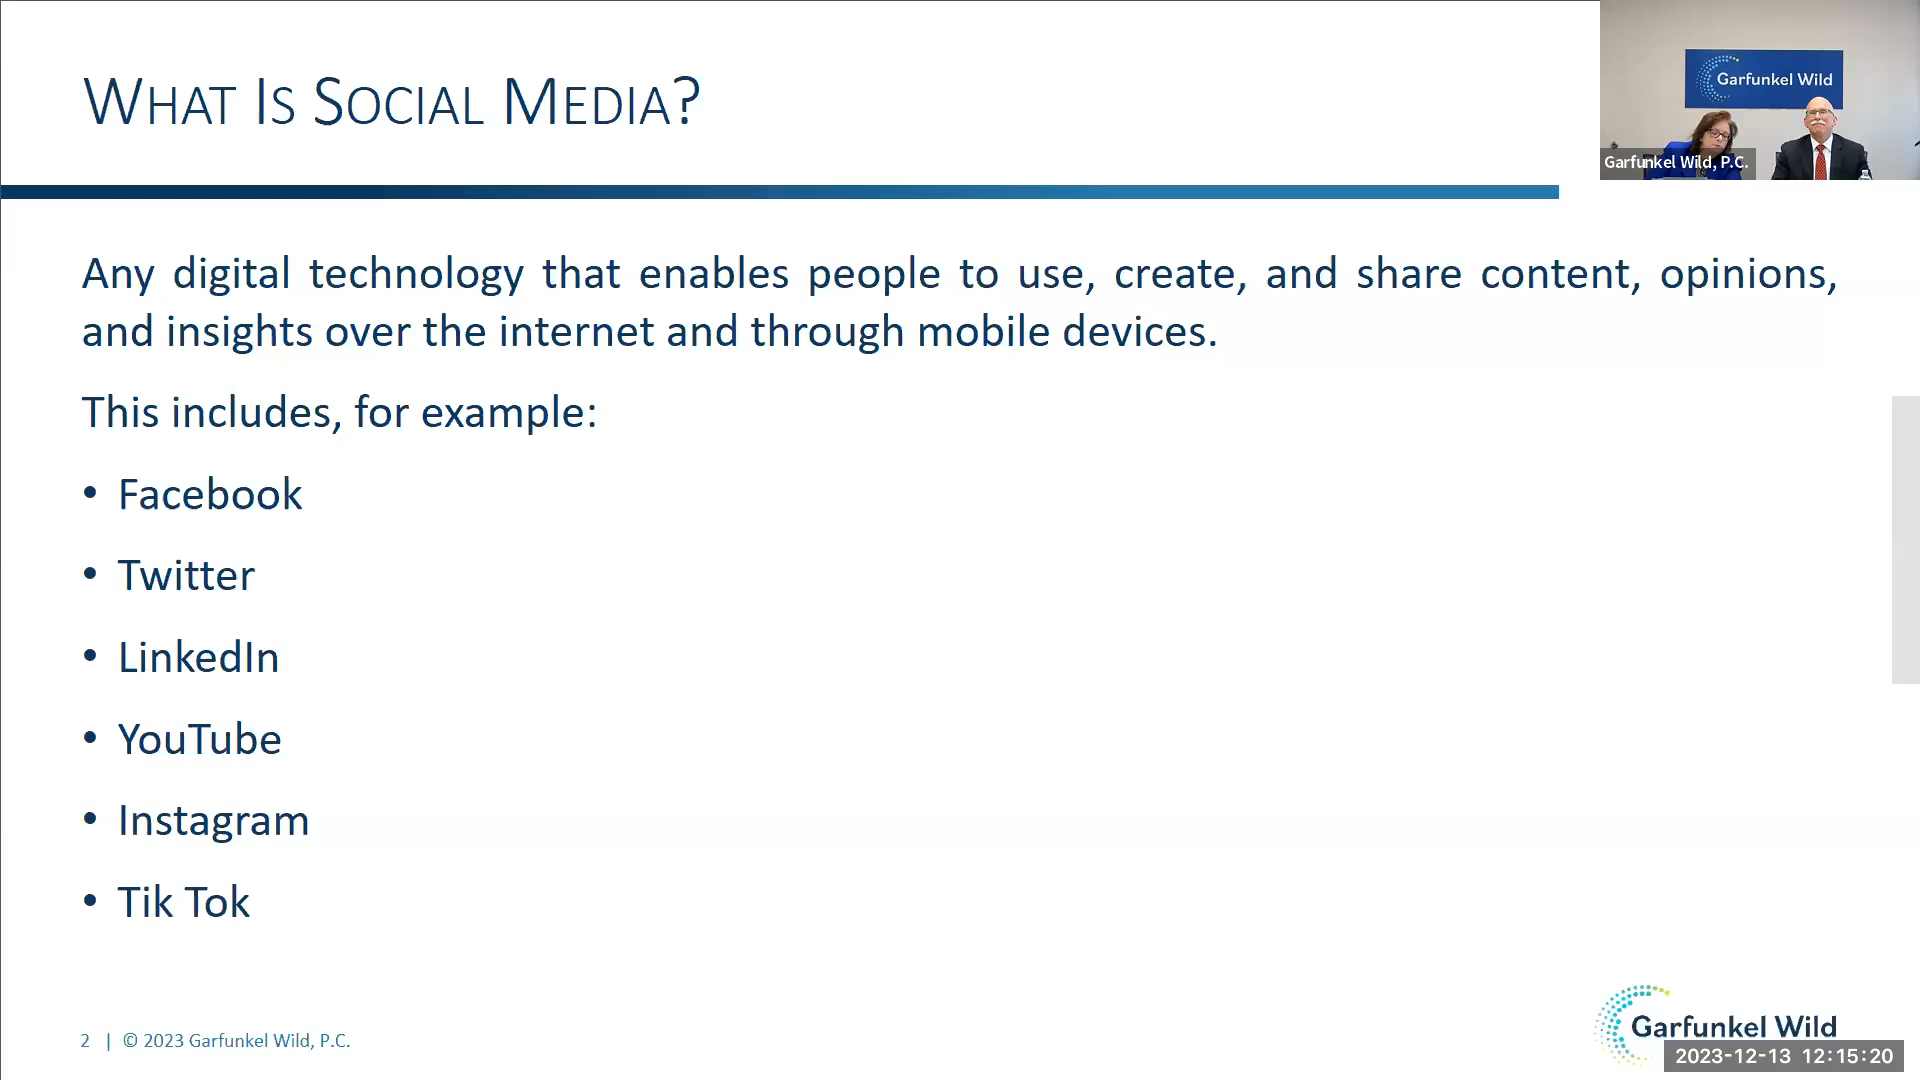 WHAT IS SOCIAL MEDIA?
Garfunkel Wild
Garfunkel Wild, P.C.
Any digital technology that enables people to use, create, and share content, opinions,
and insights over the internet and through mobile devices.
This includes, for example:
• Facebook
• Twitter
• LinkedIn
• YouTube
• Instagram
• Tik Tok
2 | © 2023 Garfunkel Wild, P.C.
Garfunkel Wild
2023-12-13 12:15:20